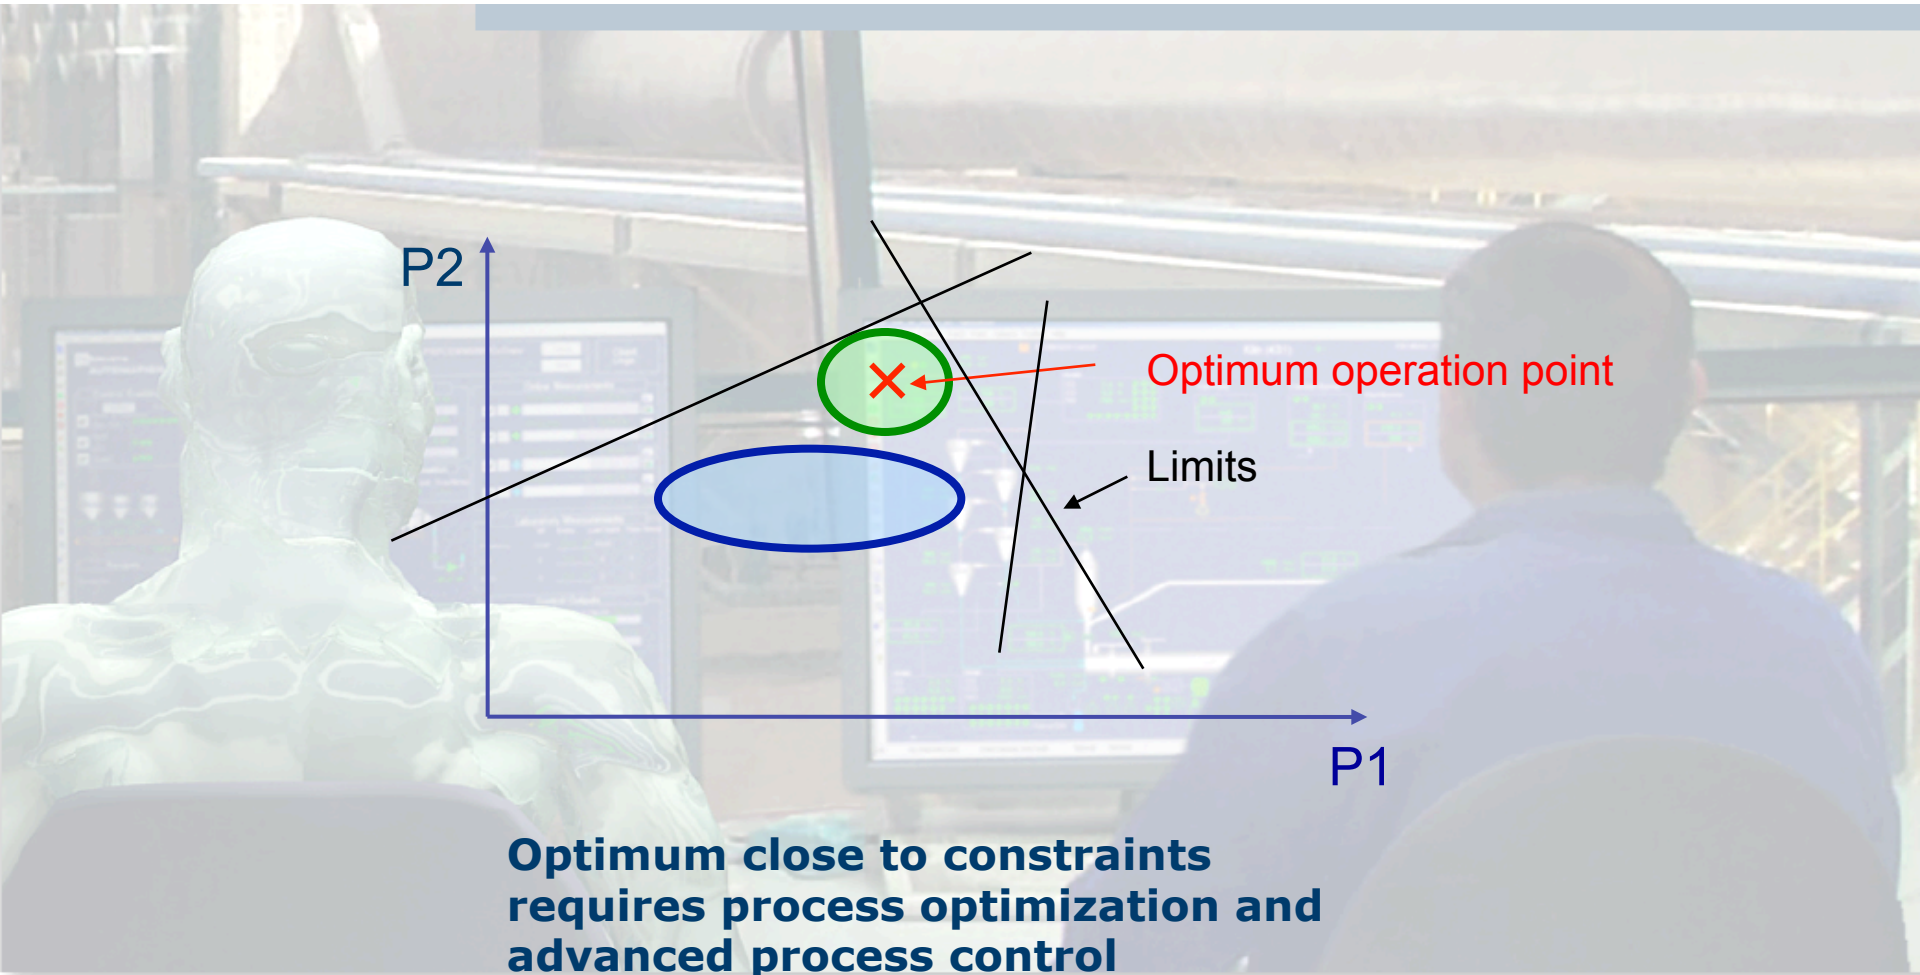 P2
Optimum operation point
Limits
P1
Optimum close to constraints
requires process optimization and
advanced process control